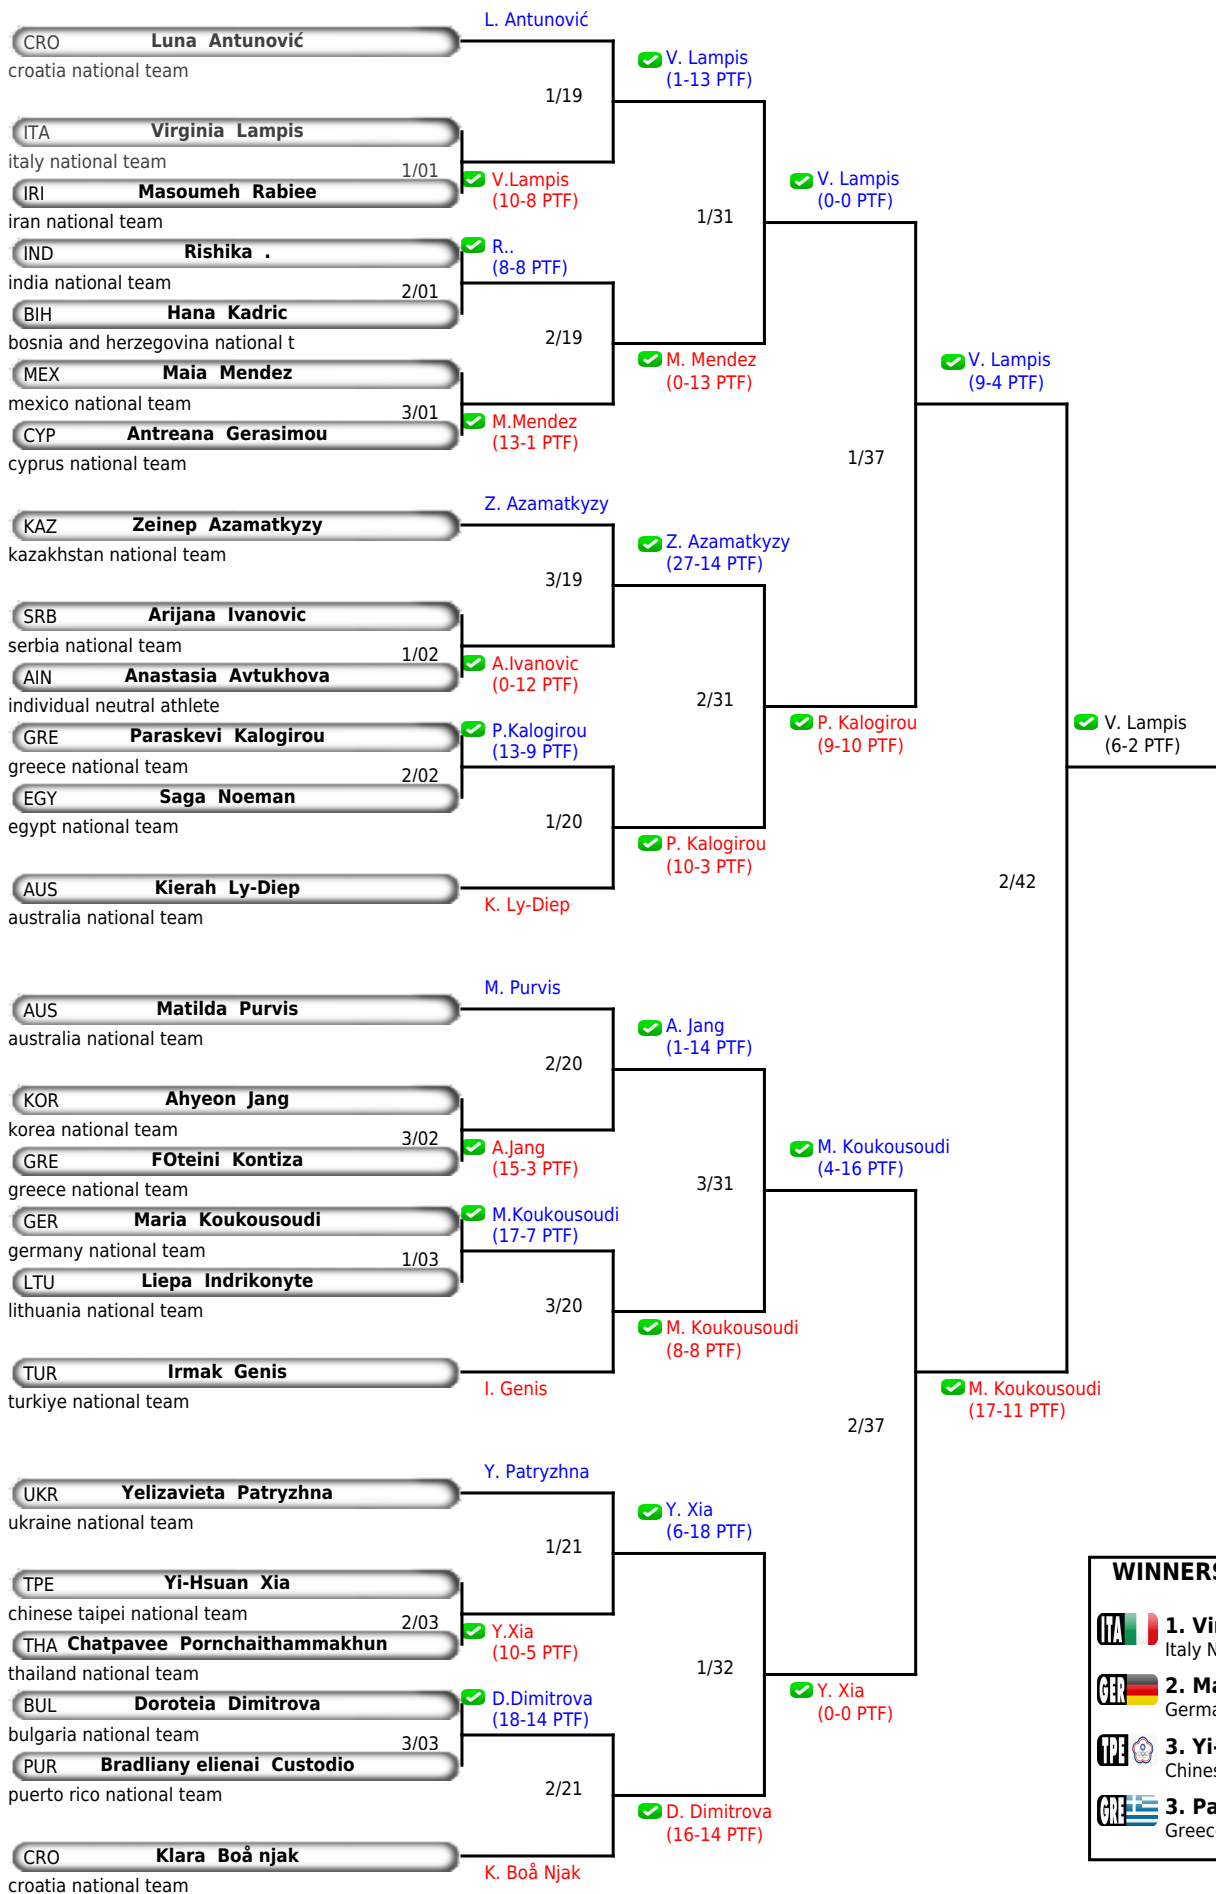 L. Antunović
CRO Luna Antunović
croatia national team
V. Lampis
(1-13 PTF)
1/19
ITA Virginia Lampis
italy national team
1/01
V.Lampis
(10-8 PTF)
IRI Masoumeh Rabiee
iran national team
V. Lampis
(0-0 PTF)
1/31
IND Rishika .
india national team
R..
(8-8 PTF)
2/01
BIH Hana Kadric
bosnia and herzegovina national t
2/19
MEX Maia Mendez
mexico national team
M. Mendez
(0-13 PTF)
V. Lampis
(9-4 PTF)
3/01
M.Mendez
(13-1 PTF)
CYP Antreana Gerasimou
cyprus national team
1/37
Z. Azamatkyzy
KAZ Zeinep Azamatkyzy
kazakhstan national team
Z. Azamatkyzy
(27-14 PTF)
3/19
SRB Arijana Ivanovic
serbia national team
1/02
A.Ivanovic
(0-12 PTF)
AIN Anastasia Avtukhova
individual neutral athlete
2/31
GRE Paraskevi Kalogirou
greece national team
P.Kalogirou
(13-9 PTF)
P. Kalogirou
(9-10 PTF)
V. Lampis
(6-2 PTF)
2/02
EGY Saga Noeman
egypt national team
1/20
P. Kalogirou
(10-3 PTF)
AUS Kierah Ly-Diep
australia national team
K. Ly-Diep
2/42
M. Purvis
AUS Matilda Purvis
australia national team
A. Jang
(1-14 PTF)
2/20
KOR Ahyeon Jang
korea national team
3/02
A.Jang
(15-3 PTF)
GRE FOteini Kontiza
greece national team
M. Koukousoudi
(4-16 PTF)
3/31
GER Maria Koukousoudi
germany national team
M.Koukousoudi
(17-7 PTF)
1/03
LTU Liepa Indrikonyte
lithuania national team
3/20
M. Koukousoudi
(8-8 PTF)
TUR Irmak Genis
turkiye national team
I. Genis
M. Koukousoudi
(17-11 PTF)
2/37
Y. Patryzhna
UKR Yelizavieta Patryzhna
ukraine national team
Y. Xia
(6-18 PTF)
1/21
TPE Yi-Hsuan Xia
chinese taipei national team
2/03
Y.Xia
(10-5 PTF)
THA Chatpavee Pornchaithammakhun
thailand national team
1/32
BUL Doroteia Dimitrova
bulgaria national team
D.Dimitrova
(18-14 PTF)
Y. Xia
(0-0 PTF)
3/03
PUR Bradliany elienai Custodio
puerto rico national team
2/21
D. Dimitrova
(16-14 PTF)
CRO Klara Boå njak
croatia national team
K. Boå Njak
WINNERS
ITA 1. Vi
Italy N
GER 2. Ma
Germa
TPE 3. Yi-
Chines
GRE 3. Pa
Greec